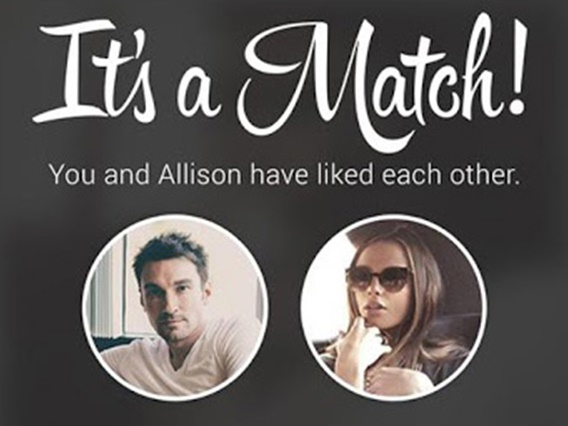 It's a Match!
You and Allison have liked each other.